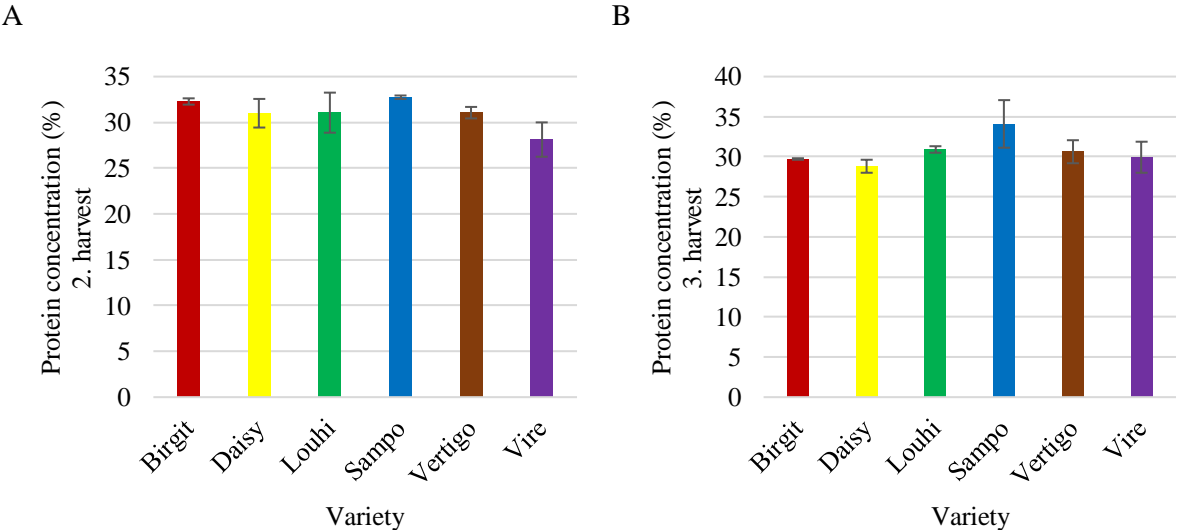 A
Protein concentration (%)
2. harvest
35
30
25
20
15
10
5
0
Birgit
Daisy
Louhi
Sampo
Vertigo
Vire
Variety
B
Protein concentration (%)
3. harvest
40
35
30
25
20
15
10
5
0
Birgit
Daisy
Louhi
Sampo
Vertigo
Vire
Variety